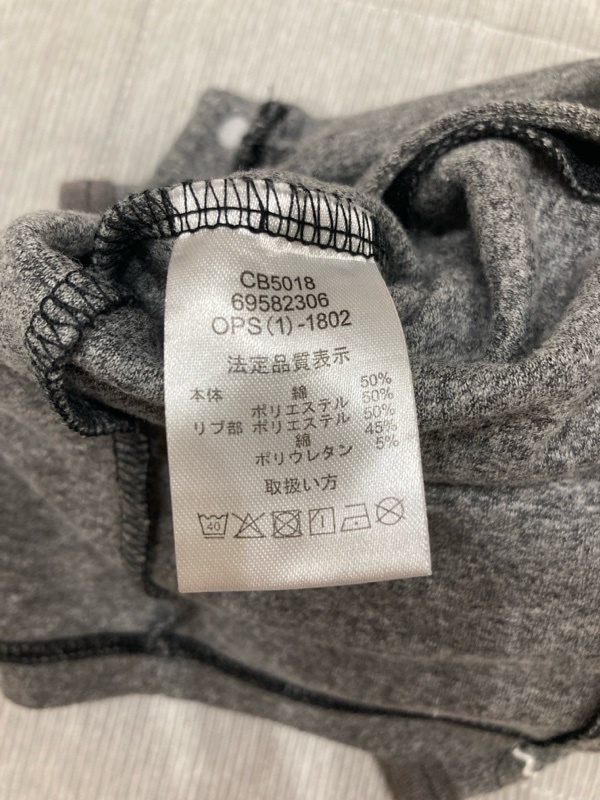 CB5018
69582306
OPS(1)-1802
法定品質表示
本体 綿 50%
ポリエステル 50%
リブ部 ポリエステル 50%
綿 45%
ポリウレタン 5%
取扱い方
40